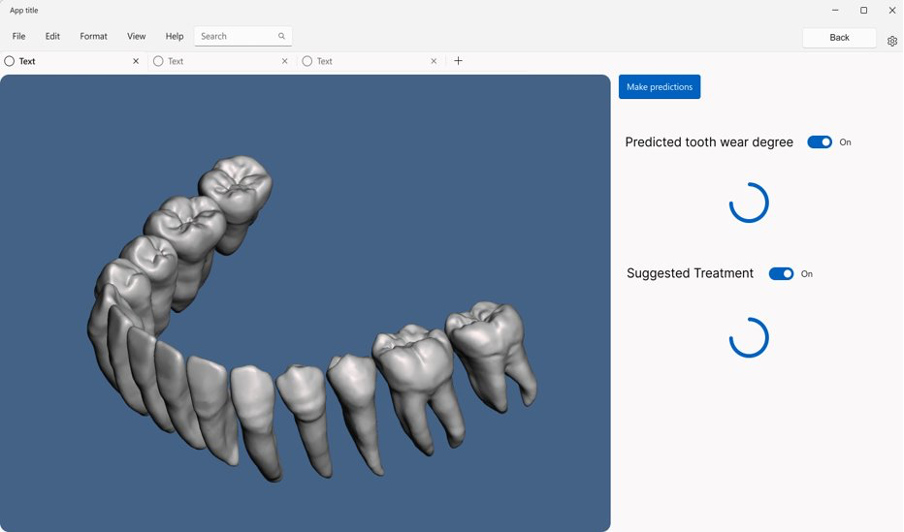 App title
File Edit Format View Help Search Back
Text Text Text
Make predictions
Predicted tooth wear degree On
Suggested Treatment On